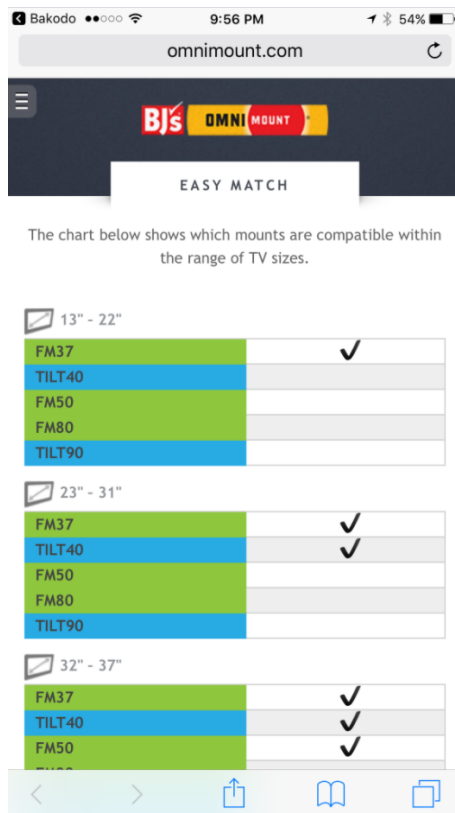 Bakodo 9:56 PM 54%
omnimount.com
BJ's OMNI MOUNT
EASY MATCH
The chart below shows which mounts are compatible within
the range of TV sizes.
13" - 22"
FM37
TILT40
FM50
FM80
TILT90
23" - 31"
FM37
TILT40
FM50
FM80
TILT90
32" - 37"
FM37
TILT40
FM50